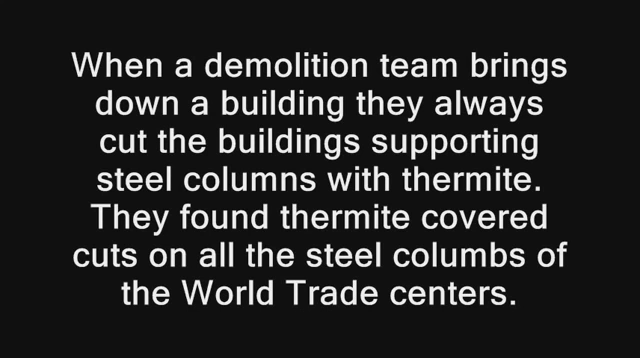 When a demolition team brings
down a building they always
cut the buildings supporting
steel columns with thermite.
They found thermite covered
cuts on all the steel columbs of
the World Trade centers.